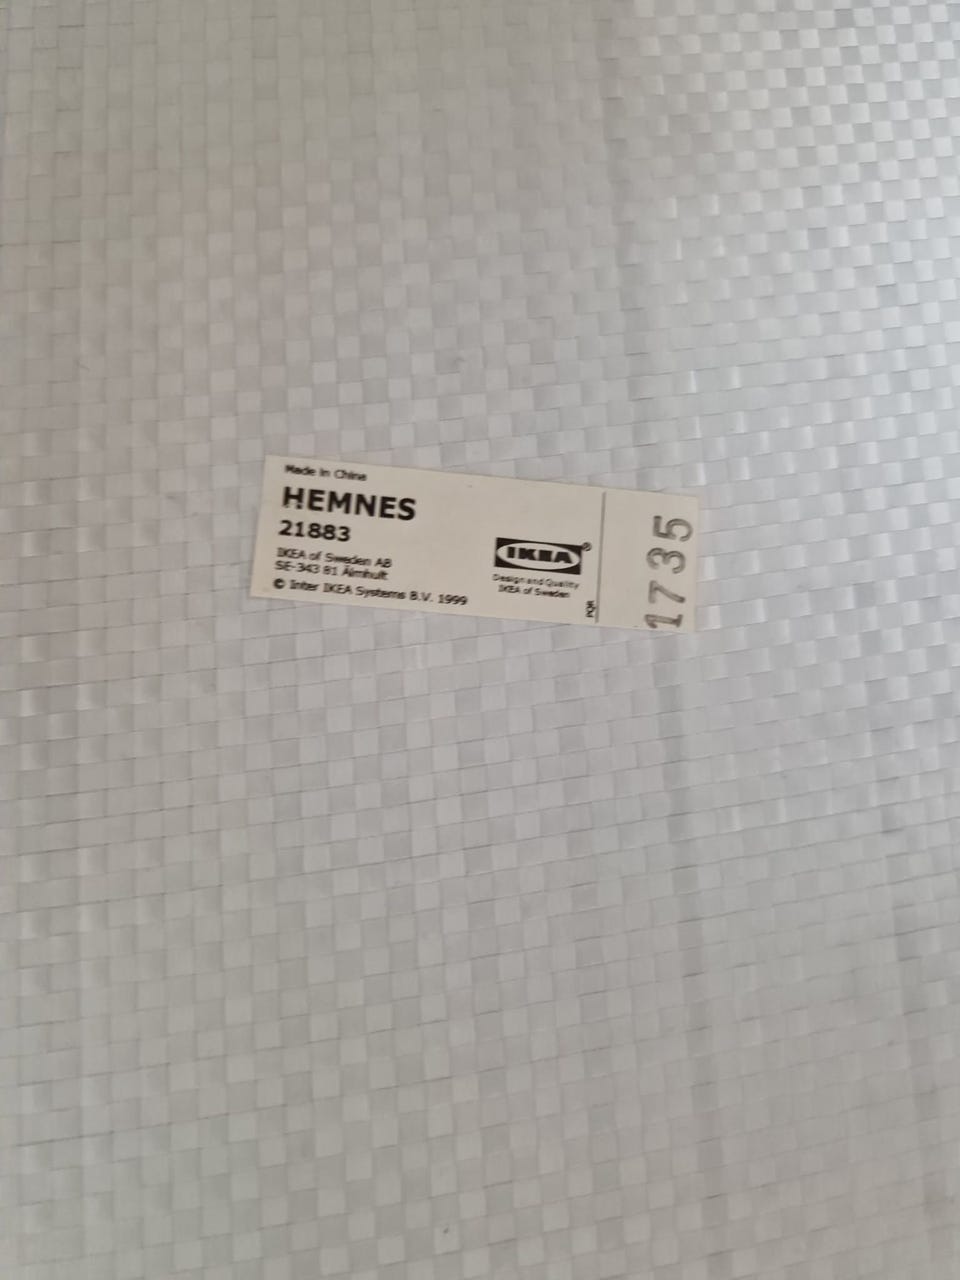 Made in China
HEMNES
21883
IKEA of Sweden AB
SE-343 81 Älmhult
© Inter IKEA Systems B.V. 1999
IKEA®
Design and Quality
IKEA of Sweden
PQR
1735